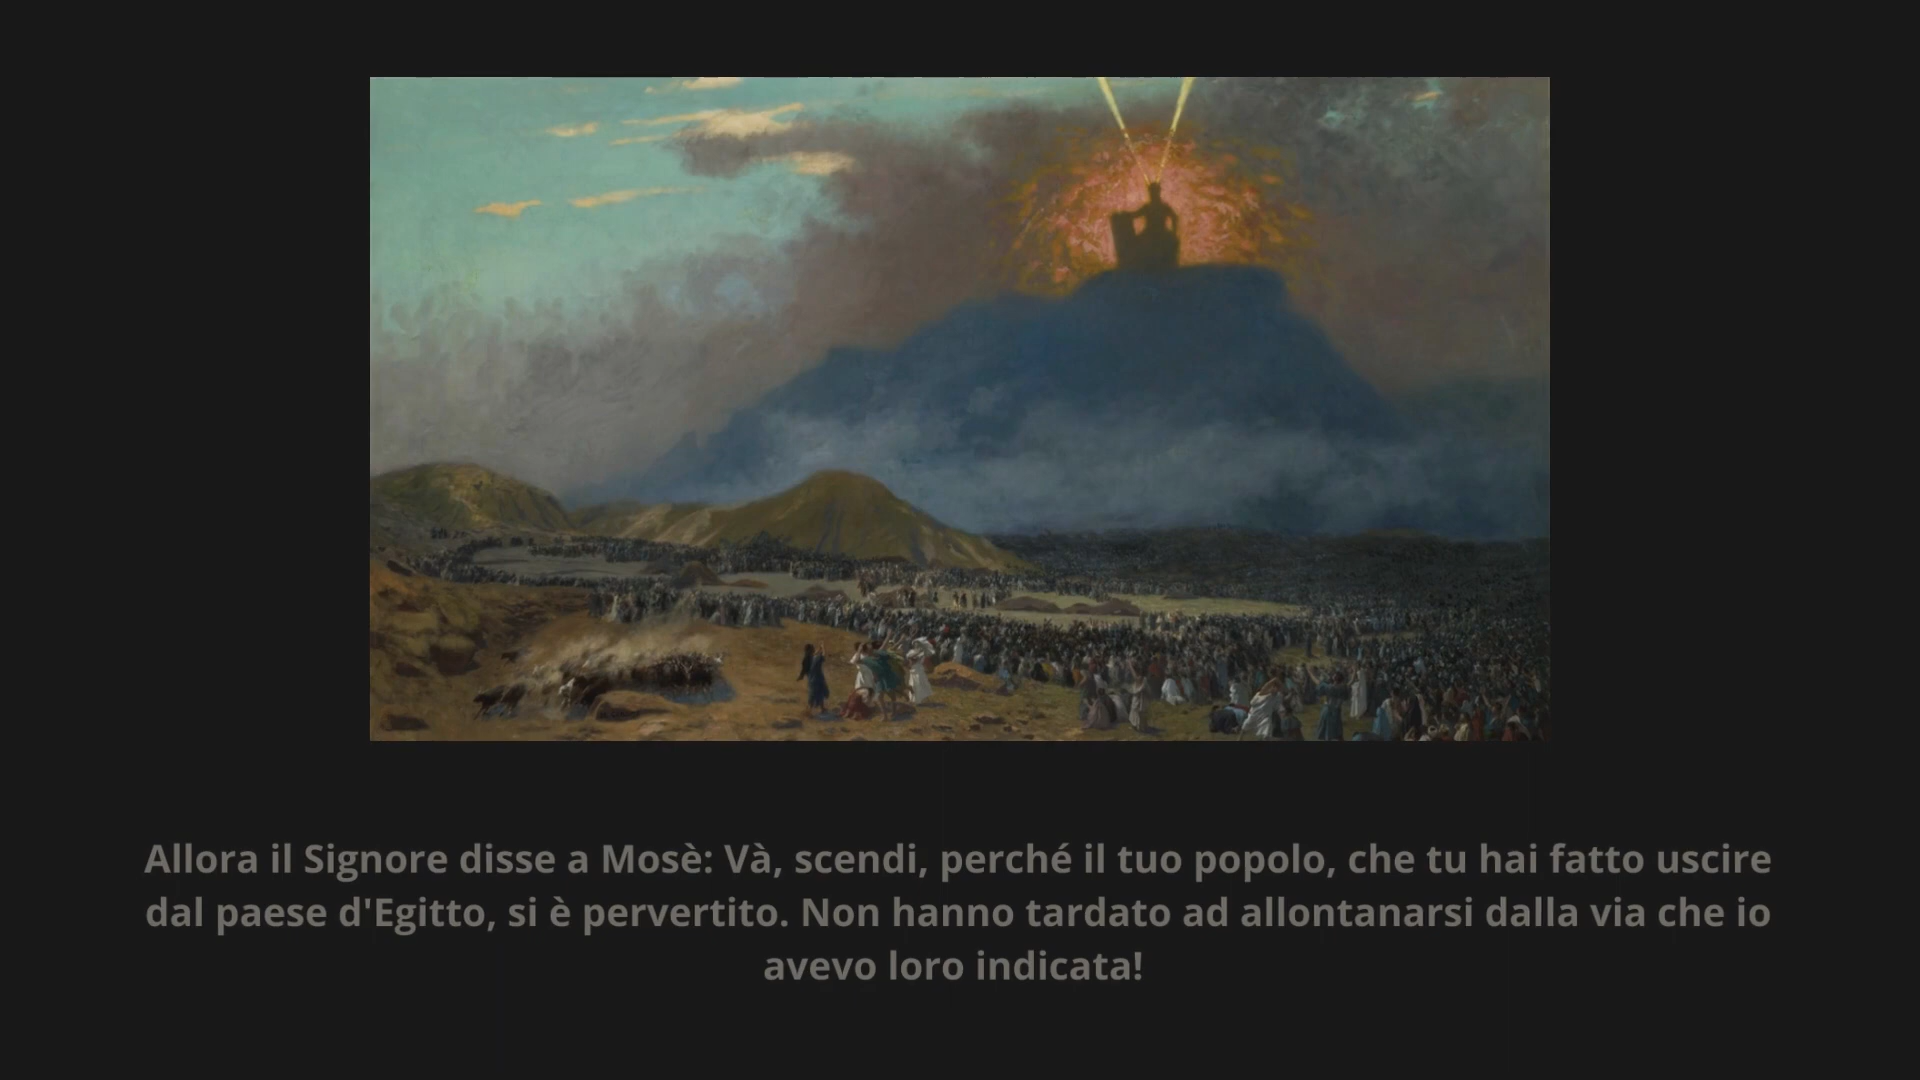 Allora il Signore disse a Mosè: Và, scendi, perché il tuo popolo, che tu hai fatto uscire
dal paese d'Egitto, si è pervertito. Non hanno tardato ad allontanarsi dalla via che io
avevo loro indicata!